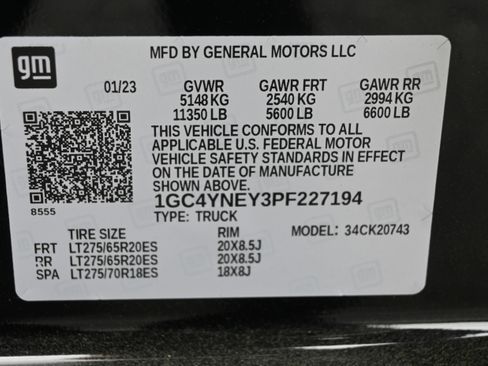 gm
MFD BY GENERAL MOTORS LLC
01/23 GVWR GAWR FRT GAWR RR
5148 KG 2540 KG 2994 KG
11350 LB 5600 LB 6600 LB
THIS VEHICLE CONFORMS TO ALL
APPLICABLE U.S. FEDERAL MOTOR
VEHICLE SAFETY STANDARDS IN EFFECT
ON THE DATE OF MANUFACTURE
SHOWN ABOVE.
8555
1GC4YNEY3PF227194
TYPE: TRUCK
TIRE SIZE RIM MODEL: 34CK20743
FRT LT275/65R20ES 20X8.5J
RR LT275/65R20ES 20X8.5J
SPA LT275/70R18ES 18X8J